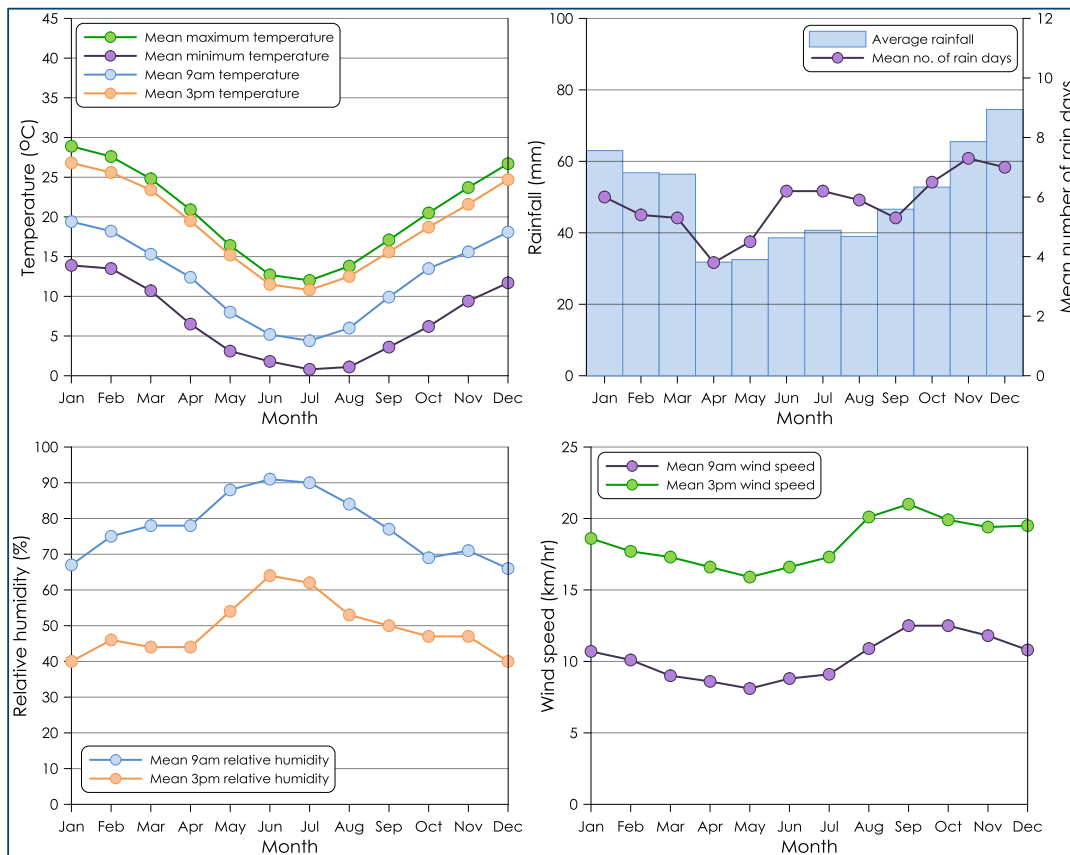 45
40
35
30
25
20
15
10
5
0
Temperature (OC)
Mean maximum temperature
Mean minimum temperature
Mean 9am temperature
Mean 3pm temperature
Jan Feb Mar Apr May Jun Jul Aug Sep Oct Nov Dec
Month
100
80
60
40
20
0
Rainfall (mm)
Average rainfall
Mean no. of rain days
12
10
8
6
4
2
0
Mean number of rain days
Jan Feb Mar Apr May Jun Jul Aug Sep Oct Nov Dec
Month
100
90
80
70
60
50
40
30
20
10
0
Relative humidity (%)
Mean 9am relative humidity
Mean 3pm relative humidity
Jan Feb Mar Apr May Jun Jul Aug Sep Oct Nov Dec
Month
25
20
15
10
5
0
Wind speed (km/hr)
Mean 9am wind speed
Mean 3pm wind speed
Jan Feb Mar Apr May Jun Jul Aug Sep Oct Nov Dec
Month